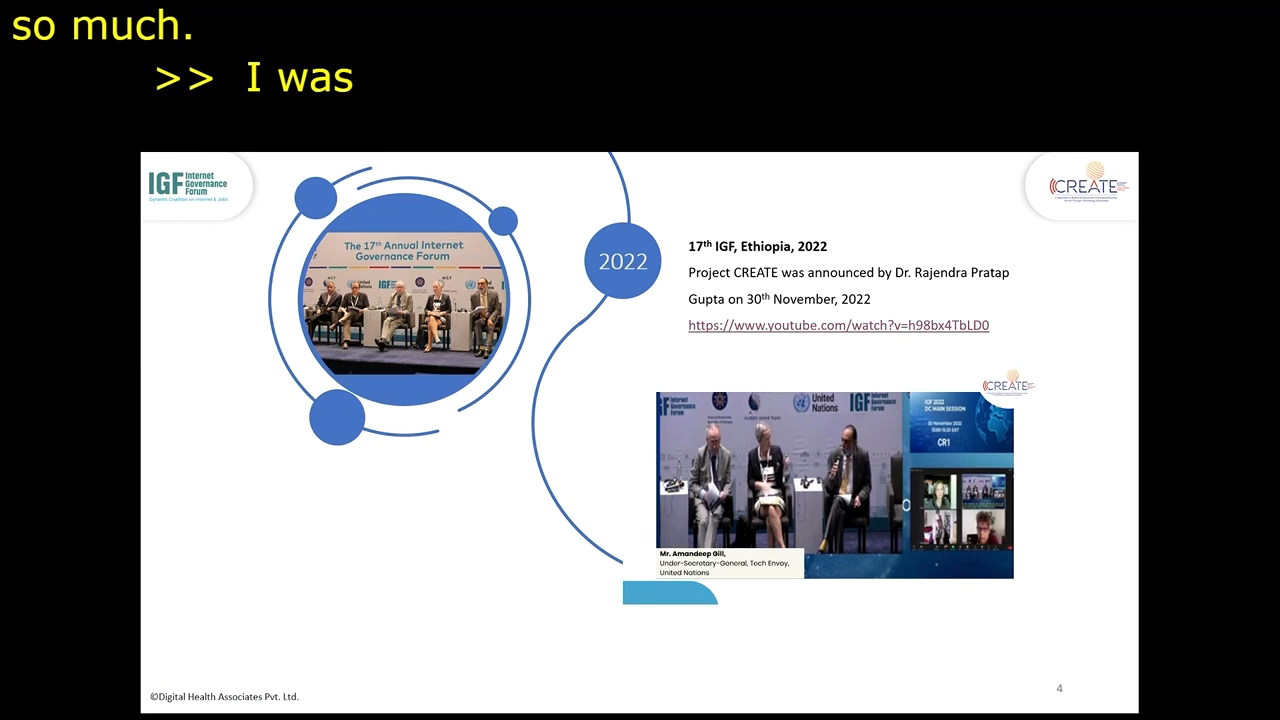 so much.
>> I was
IGF Internet Governance Forum
Dynamic Coalition on Internet & Jobs
CREATE
The 17th Annual Internet
Governance Forum
2022
17th IGF, Ethiopia, 2022
Project CREATE was announced by Dr. Rajendra Pratap
Gupta on 30th November, 2022
https://www.youtube.com/watch?v=h98bx4TbLD0
CREATE
United
Nations
IGF
IGF 2022
DC MAIN SESSION
CR1
Mr. Amandeep Gill,
Under-Secretary-General, Tech Envoy,
United Nations
©Digital Health Associates Pvt. Ltd.
4